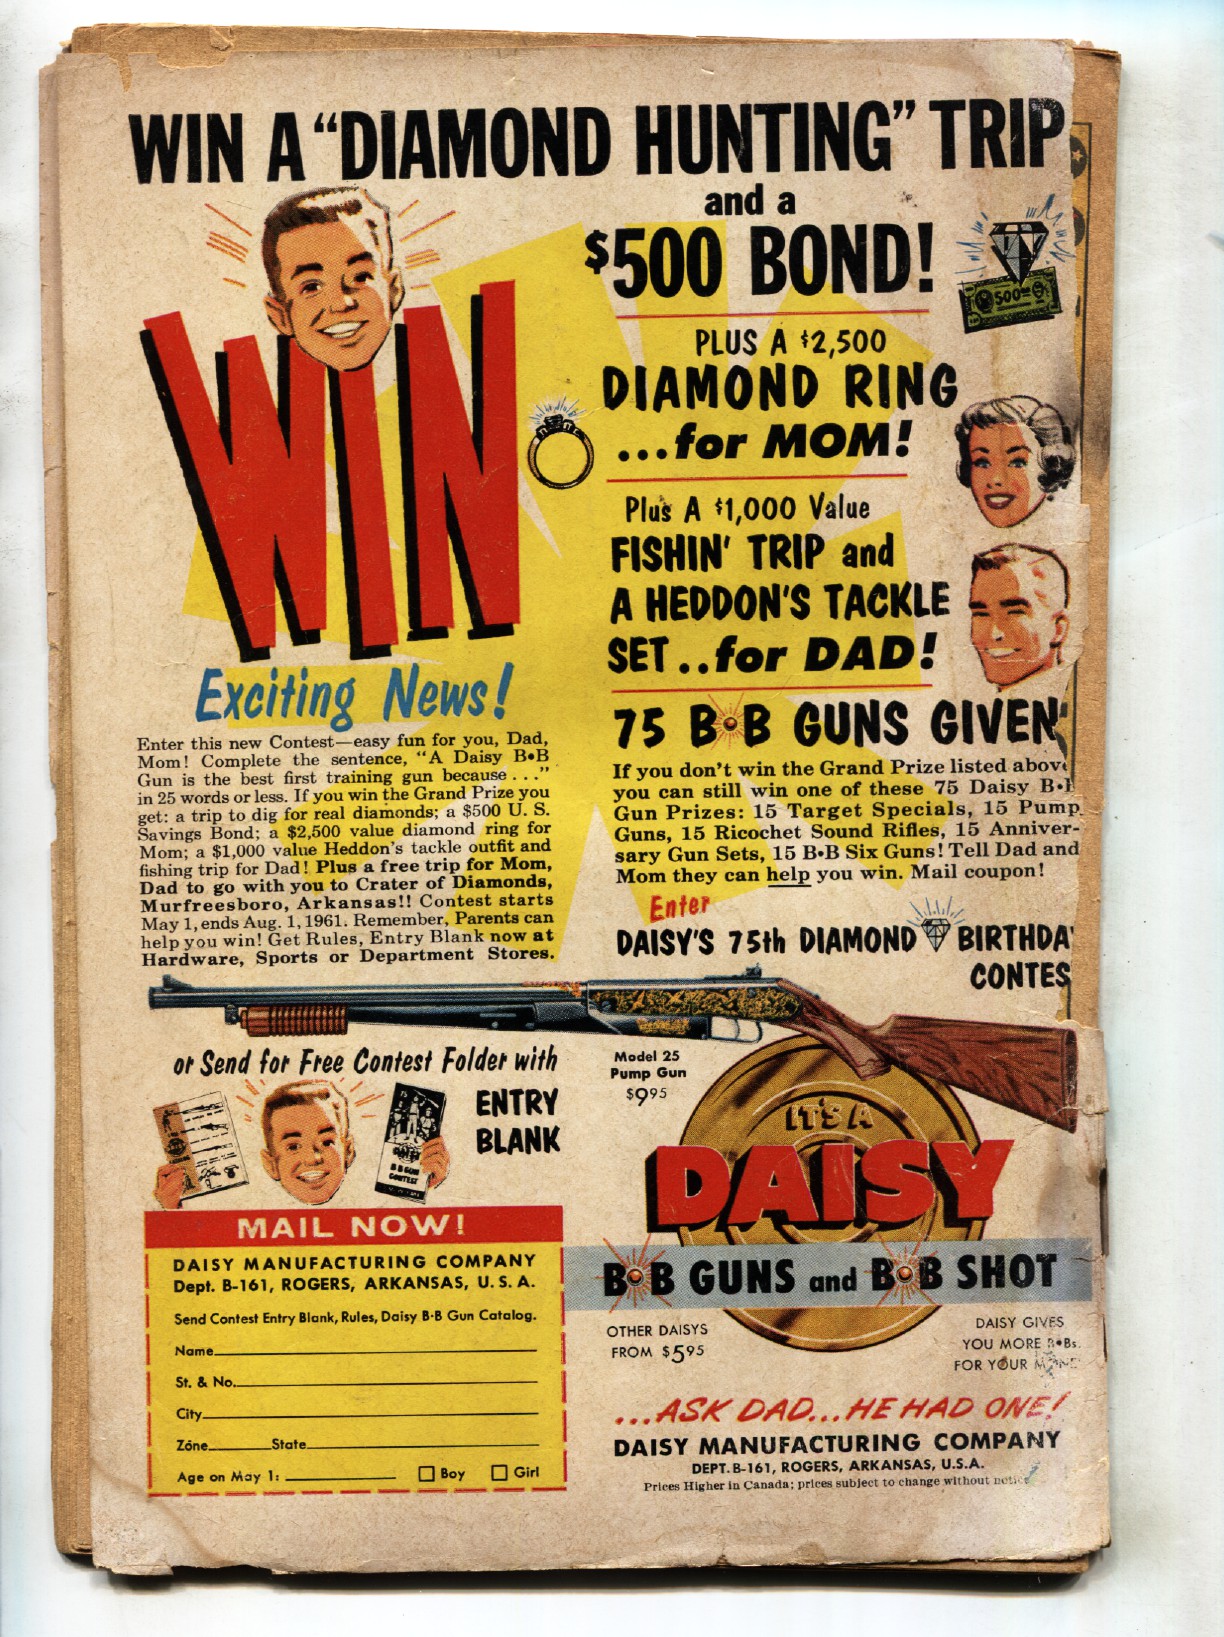 WIN A “DIAMOND HUNTING” TRIP
and a
$500 BOND!
500
PLUS A $2,500
DIAMOND RING
...for MOM!
Plus A $1,000 Value
FISHIN' TRIP and
A HEDDON'S TACKLE
SET..for DAD!
WIN
Exciting News!
Enter this new Contest—easy fun for you, Dad,
Mom! Complete the sentence, “A Daisy B•B
Gun is the best first training gun because . . .”
in 25 words or less. If you win the Grand Prize you
get: a trip to dig for real diamonds; a $500 U. S.
Savings Bond; a $2,500 value diamond ring for
Mom; a $1,000 value Heddon's tackle outfit and
fishing trip for Dad! Plus a free trip for Mom,
Dad to go with you to Crater of Diamonds,
Murfreesboro, Arkansas!! Contest starts
May 1, ends Aug. 1, 1961. Remember, Parents can
help you win! Get Rules, Entry Blank now at
Hardware, Sports or Department Stores.
75 B•B GUNS GIVEN
If you don't win the Grand Prize listed above
you can still win one of these 75 Daisy B•B
Gun Prizes: 15 Target Specials, 15 Pump
Guns, 15 Ricochet Sound Rifles, 15 Anniver-
sary Gun Sets, 15 B•B Six Guns! Tell Dad and
Mom they can help you win. Mail coupon!
Enter
DAISY'S 75th DIAMOND BIRTHDA
CONTES
or Send for Free Contest Folder with
ENTRY
BLANK
B B GUN
CONTEST
Model 25
Pump Gun
$9.95
IT'S A
DAISY
B•B GUNS and B•B SHOT
OTHER DAISYS
FROM $5.95
DAISY GIVES
YOU MORE B•Bs.
FOR YOUR MONEY
...ASK DAD...HE HAD ONE!
DAISY MANUFACTURING COMPANY
DEPT. B-161, ROGERS, ARKANSAS, U.S.A.
Prices Higher in Canada; prices subject to change without notice
MAIL NOW!
DAISY MANUFACTURING COMPANY
Dept. B-161, ROGERS, ARKANSAS, U. S. A.
Send Contest Entry Blank, Rules, Daisy B•B Gun Catalog.
Name
St. & No.
City
Zone State
Age on May 1: Boy Girl